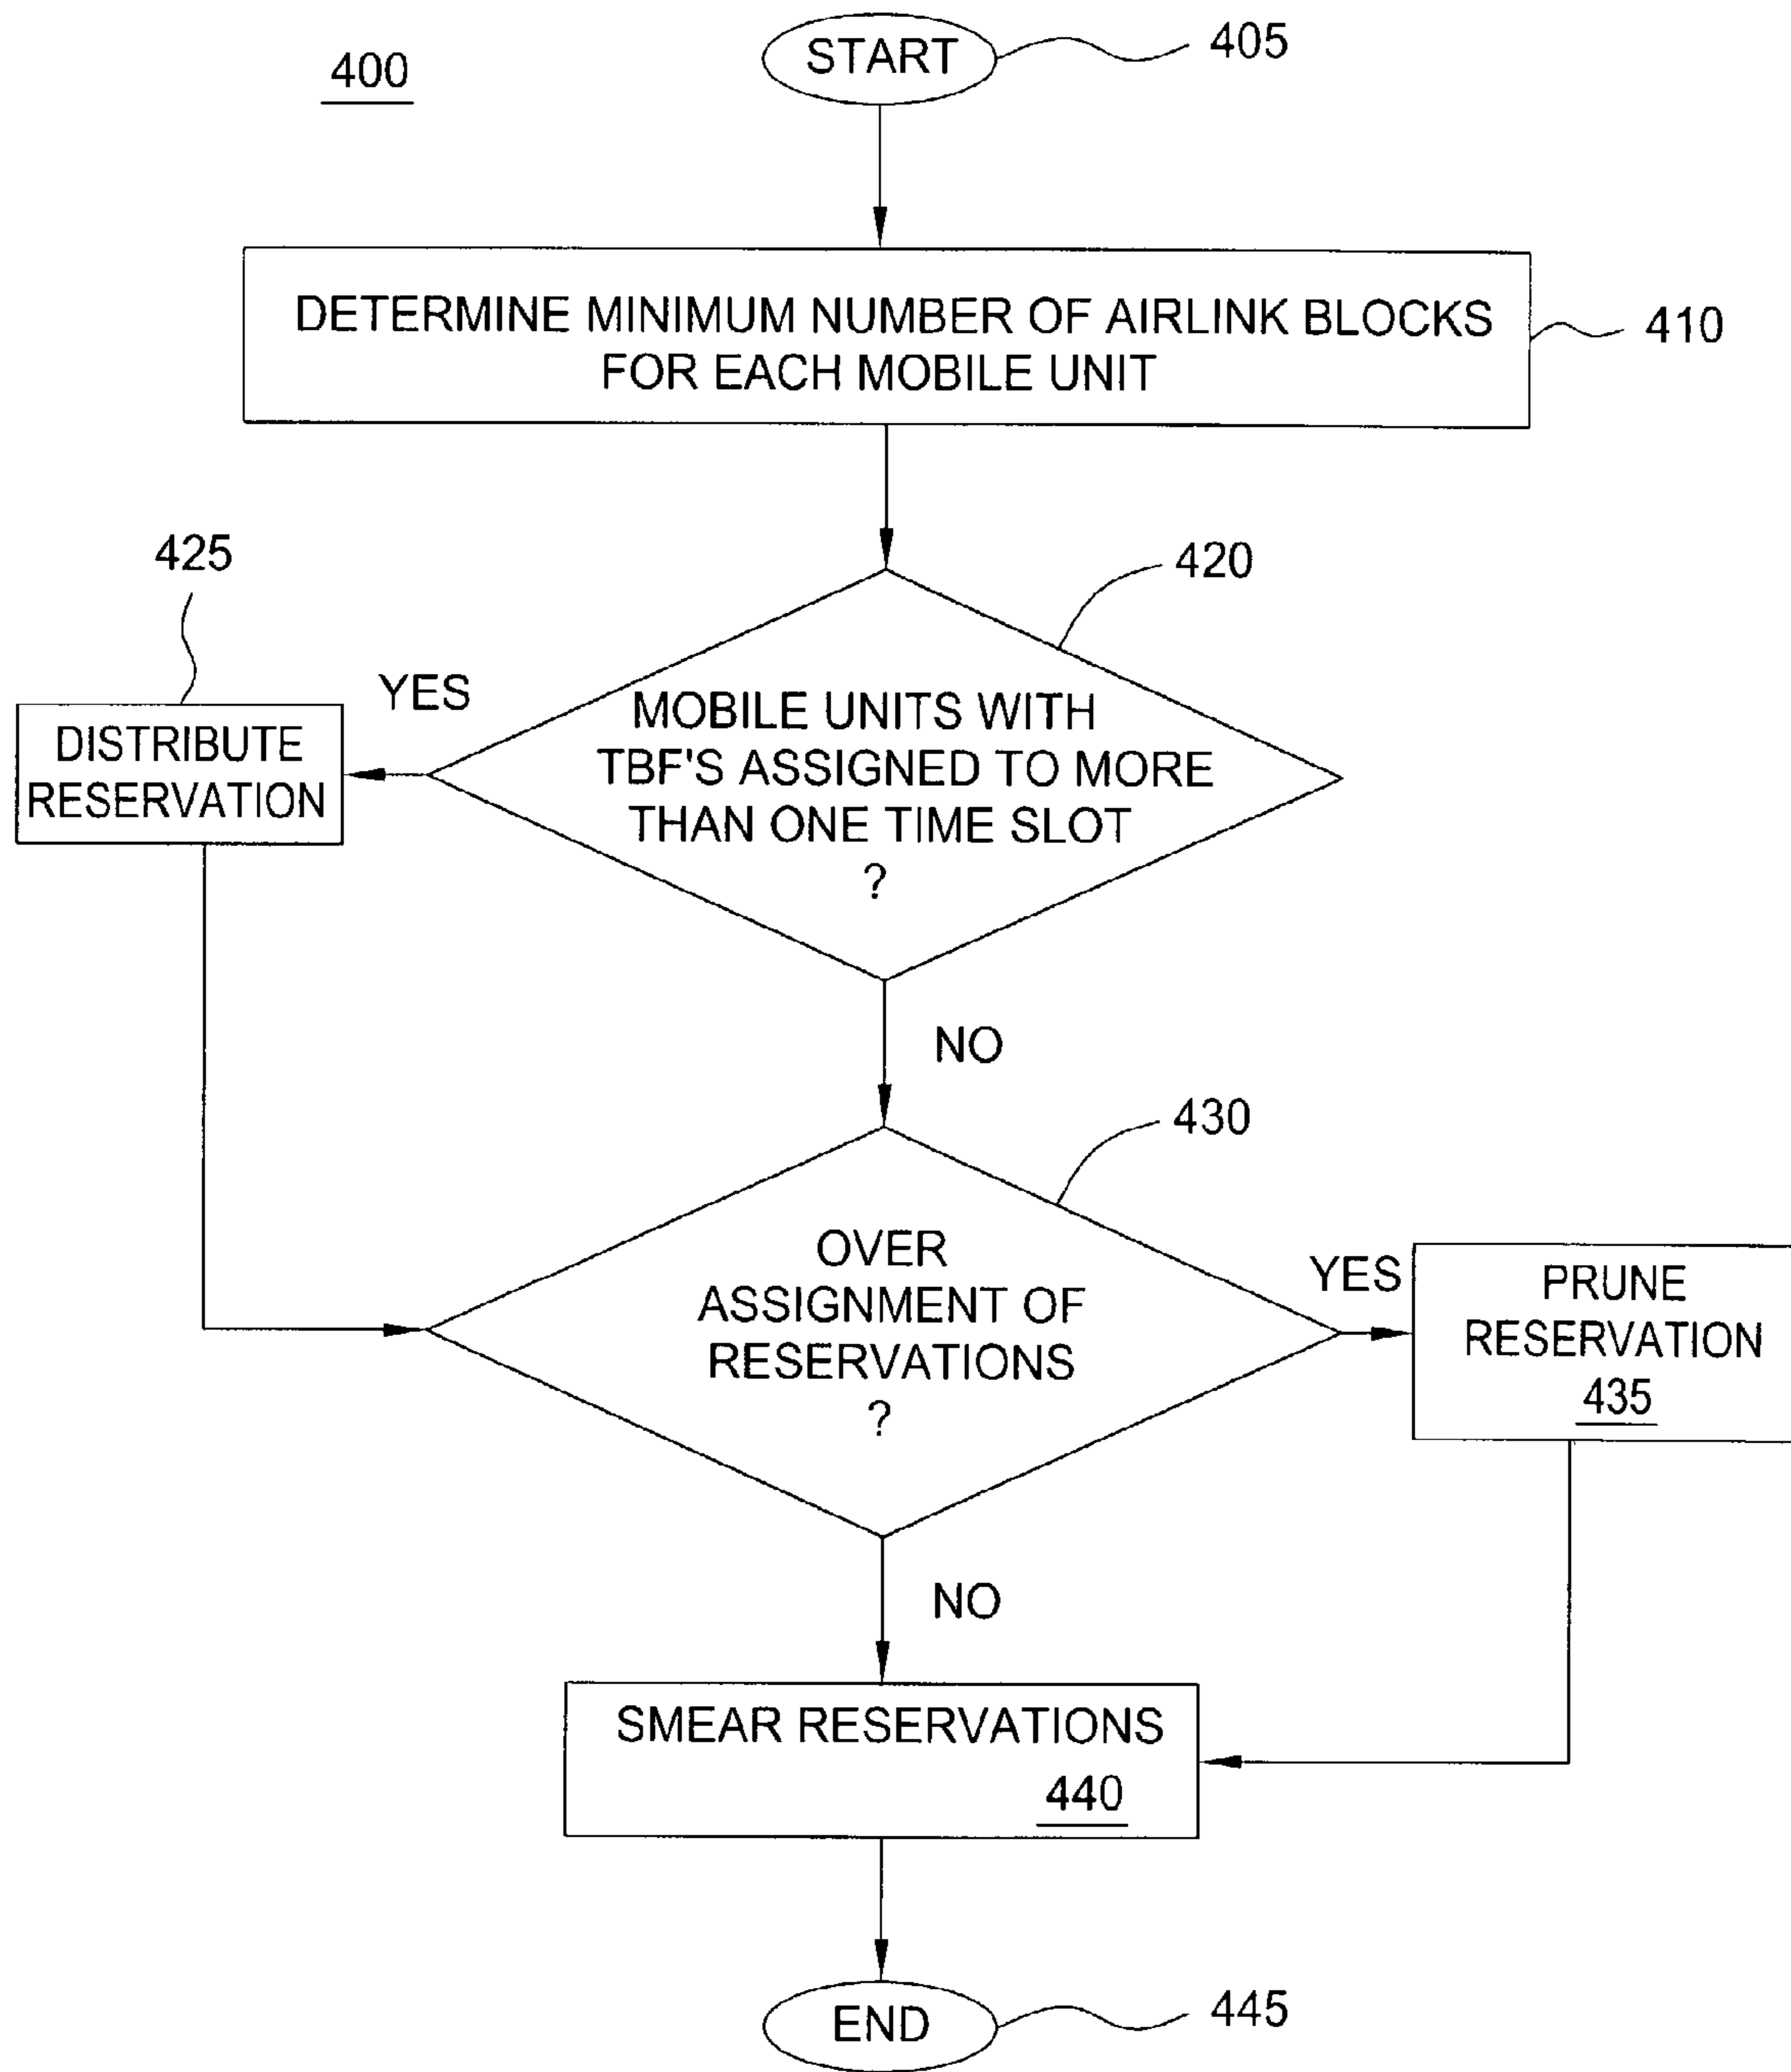 400
START
405
DETERMINE MINIMUM NUMBER OF AIRLINK BLOCKS
FOR EACH MOBILE UNIT
410
420
425
YES
MOBILE UNITS WITH
TBF'S ASSIGNED TO MORE
THAN ONE TIME SLOT
?
DISTRIBUTE
RESERVATION
NO
430
OVER
ASSIGNMENT OF
RESERVATIONS
?
YES
PRUNE
RESERVATION
435
NO
SMEAR RESERVATIONS
440
END
445